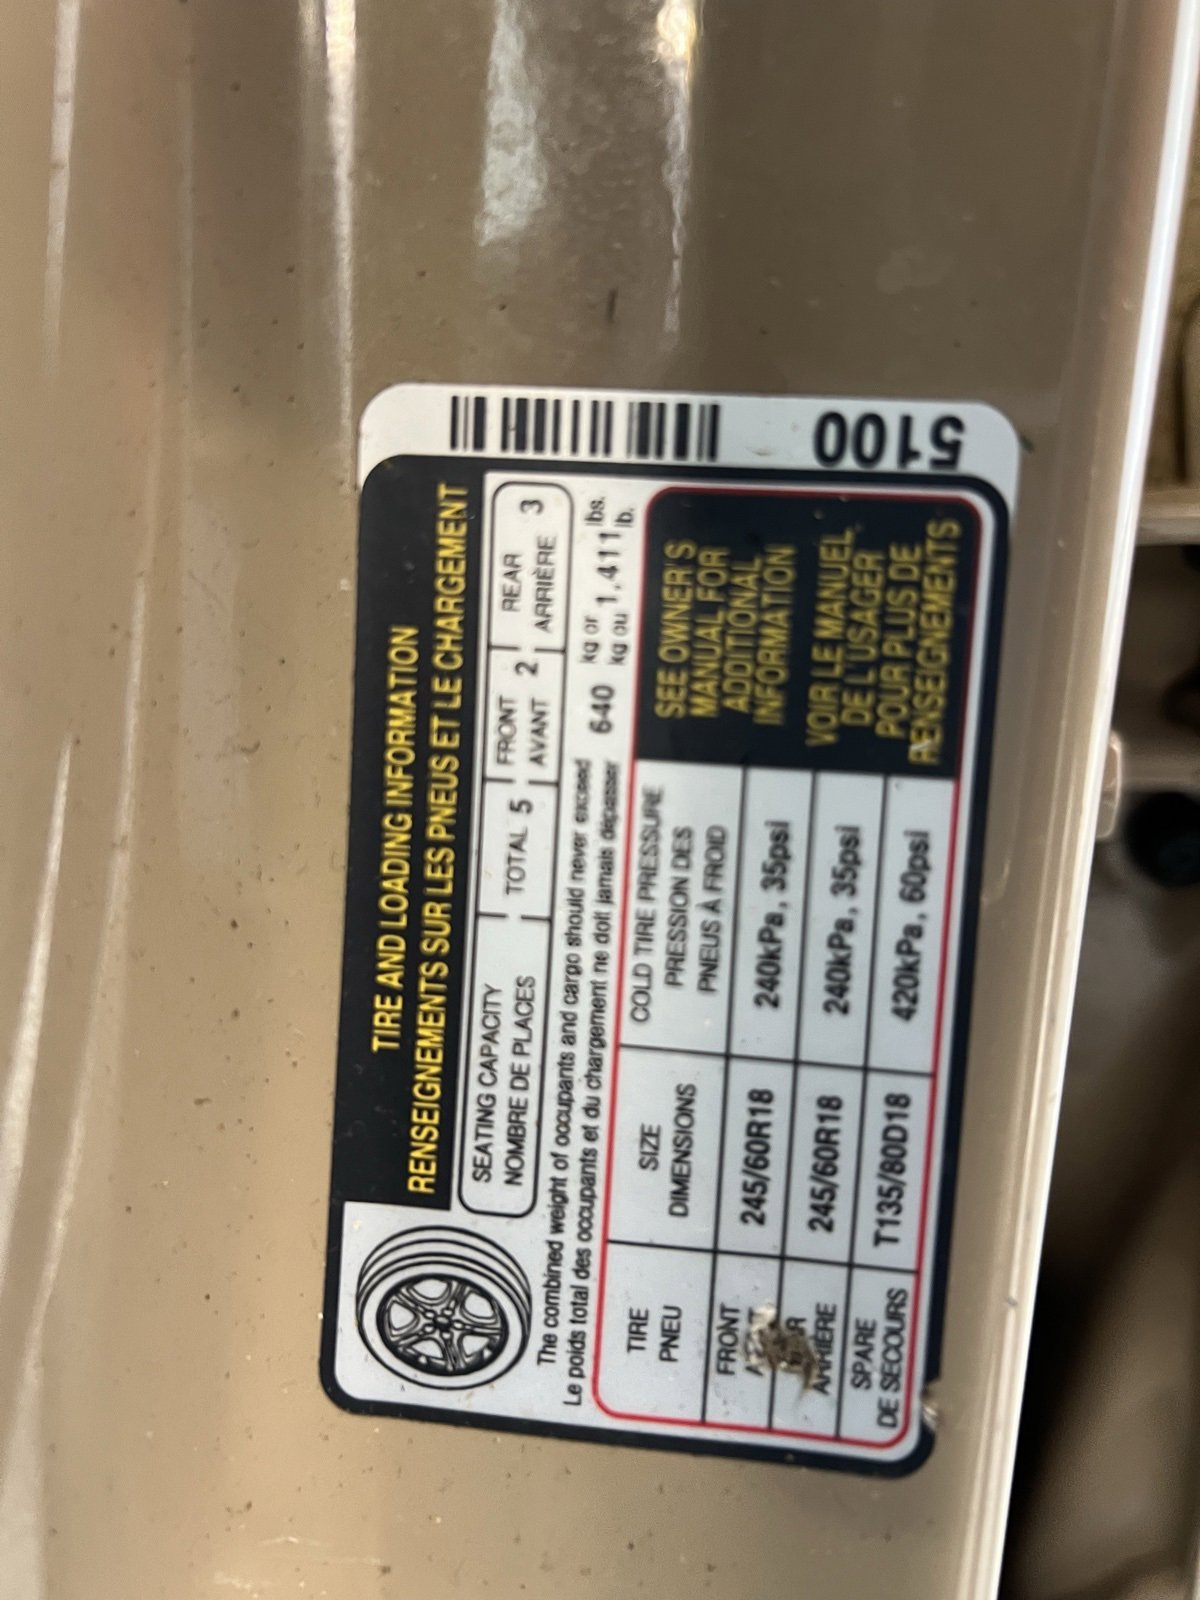 TIRE AND LOADING INFORMATION
RENSEIGNEMENTS SUR LES PNEUS ET LE CHARGEMENT
SEATING CAPACITY
NOMBRE DE PLACES
TOTAL 5
FRONT
AVANT 2
REAR
ARRIÈRE 3
The combined weight of occupants and cargo should never exceed 640 kg or 1,411 lbs.
Le poids total des occupants et du chargement ne doit jamais dépasser kg ou lb.
TIRE
PNEU
SIZE
DIMENSIONS
COLD TIRE PRESSURE
PRESSION DES
PNEUS À FROID
FRONT
245/60R18
240kPa, 35psi
ARRIÈRE
245/60R18
240kPa, 35psi
SPARE
DE SECOURS
T135/80D18
420kPa, 60psi
SEE OWNER'S
MANUAL FOR
ADDITIONAL
INFORMATION
VOIR LE MANUEL
DE L'USAGER
POUR PLUS DE
RENSEIGNEMENTS
5100